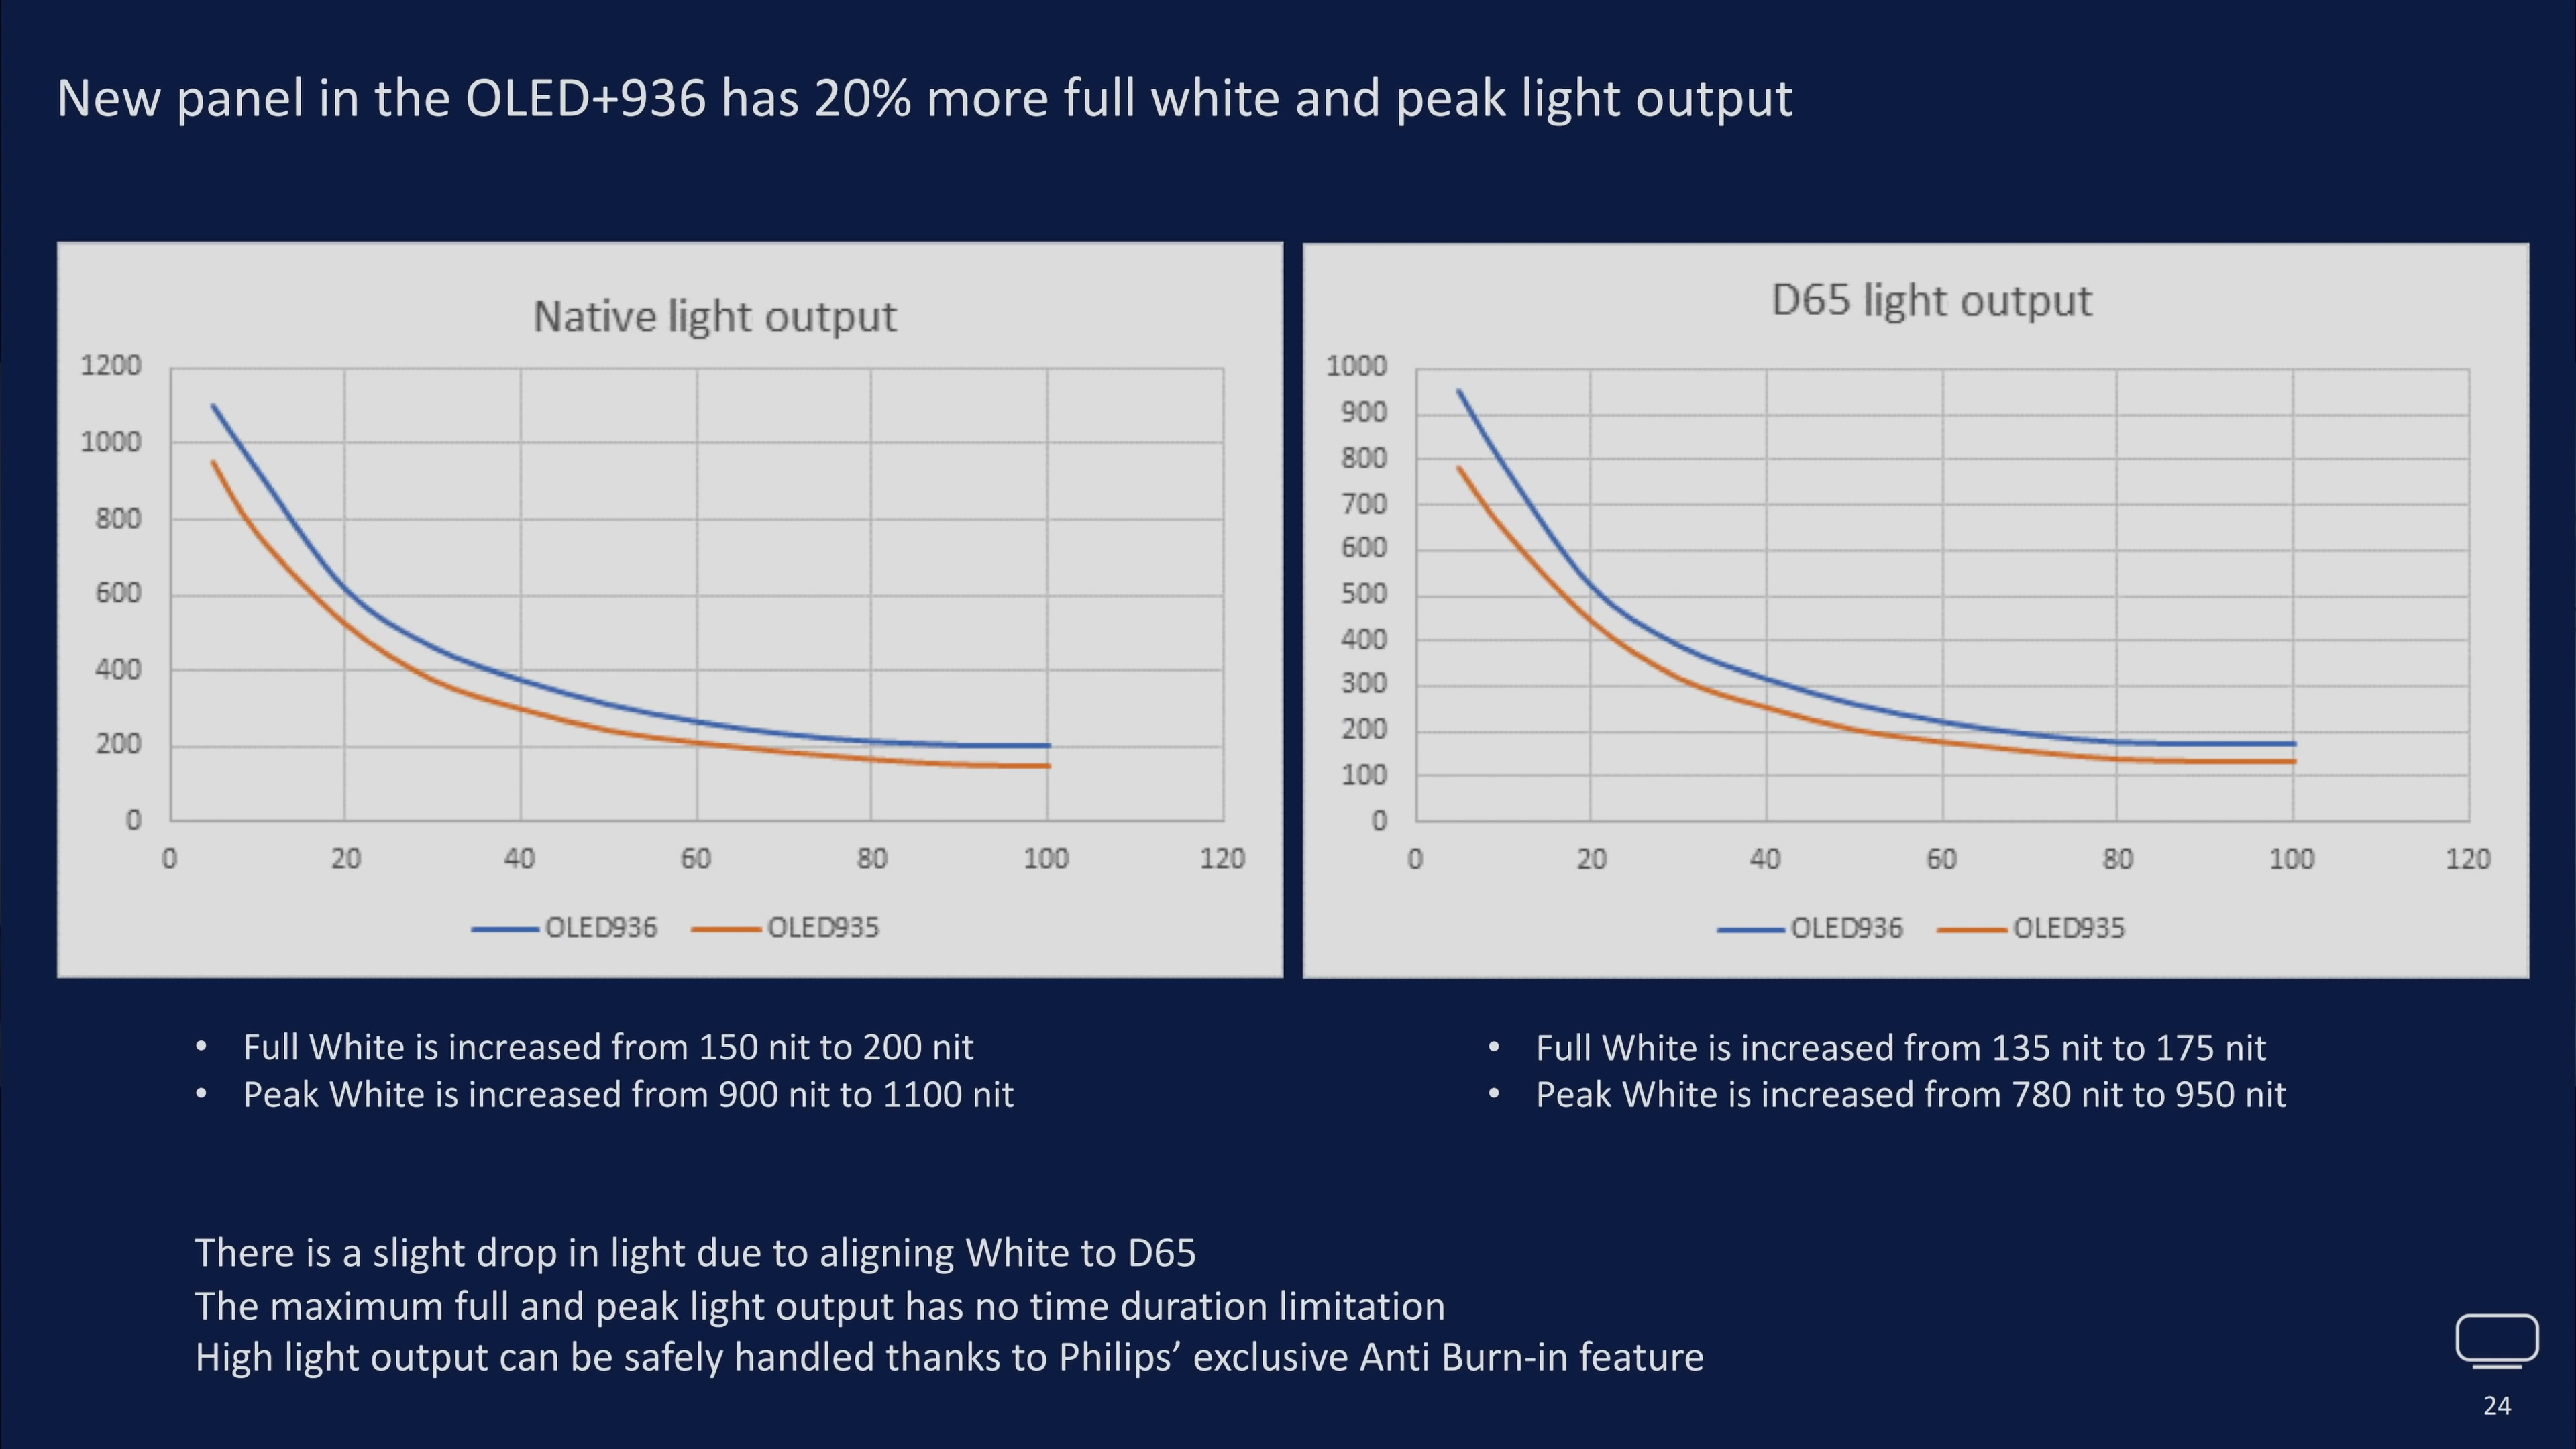 New panel in the OLED+936 has 20% more full white and peak light output
Native light output
1200
1000
800
600
400
200
0
0 20 40 60 80 100 120
OLED936 OLED935
D65 light output
1000
900
800
700
600
500
400
300
200
100
0
0 20 40 60 80 100 120
OLED936 OLED935
• Full White is increased from 150 nit to 200 nit
• Peak White is increased from 900 nit to 1100 nit
• Full White is increased from 135 nit to 175 nit
• Peak White is increased from 780 nit to 950 nit
There is a slight drop in light due to aligning White to D65
The maximum full and peak light output has no time duration limitation
High light output can be safely handled thanks to Philips’ exclusive Anti Burn-in feature
24